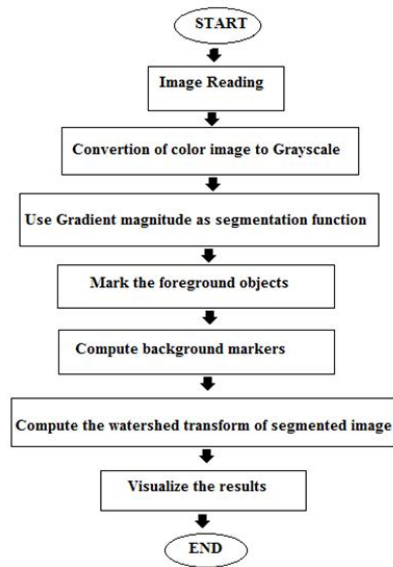 START
Image Reading
Convertion of color image to Grayscale
Use Gradient magnitude as segmentation function
Mark the foreground objects
Compute background markers
Compute the watershed transform of segmented image
Visualize the results
END